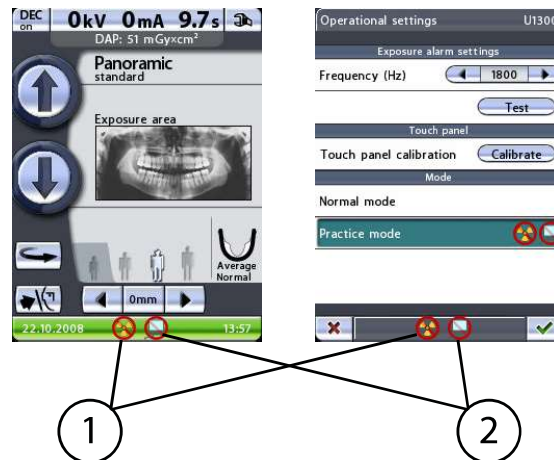 DEC
on
0kV 0mA 9.7s
DAP: 51 mGy×cm²
Panoramic
standard
Exposure area
Average
Normal
0mm
22.10.2008 13:57
Operational settings U1300
Exposure alarm settings
Frequency (Hz) 1800
Test
Touch panel
Touch panel calibration Calibrate
Mode
Normal mode
Practice mode
1 2